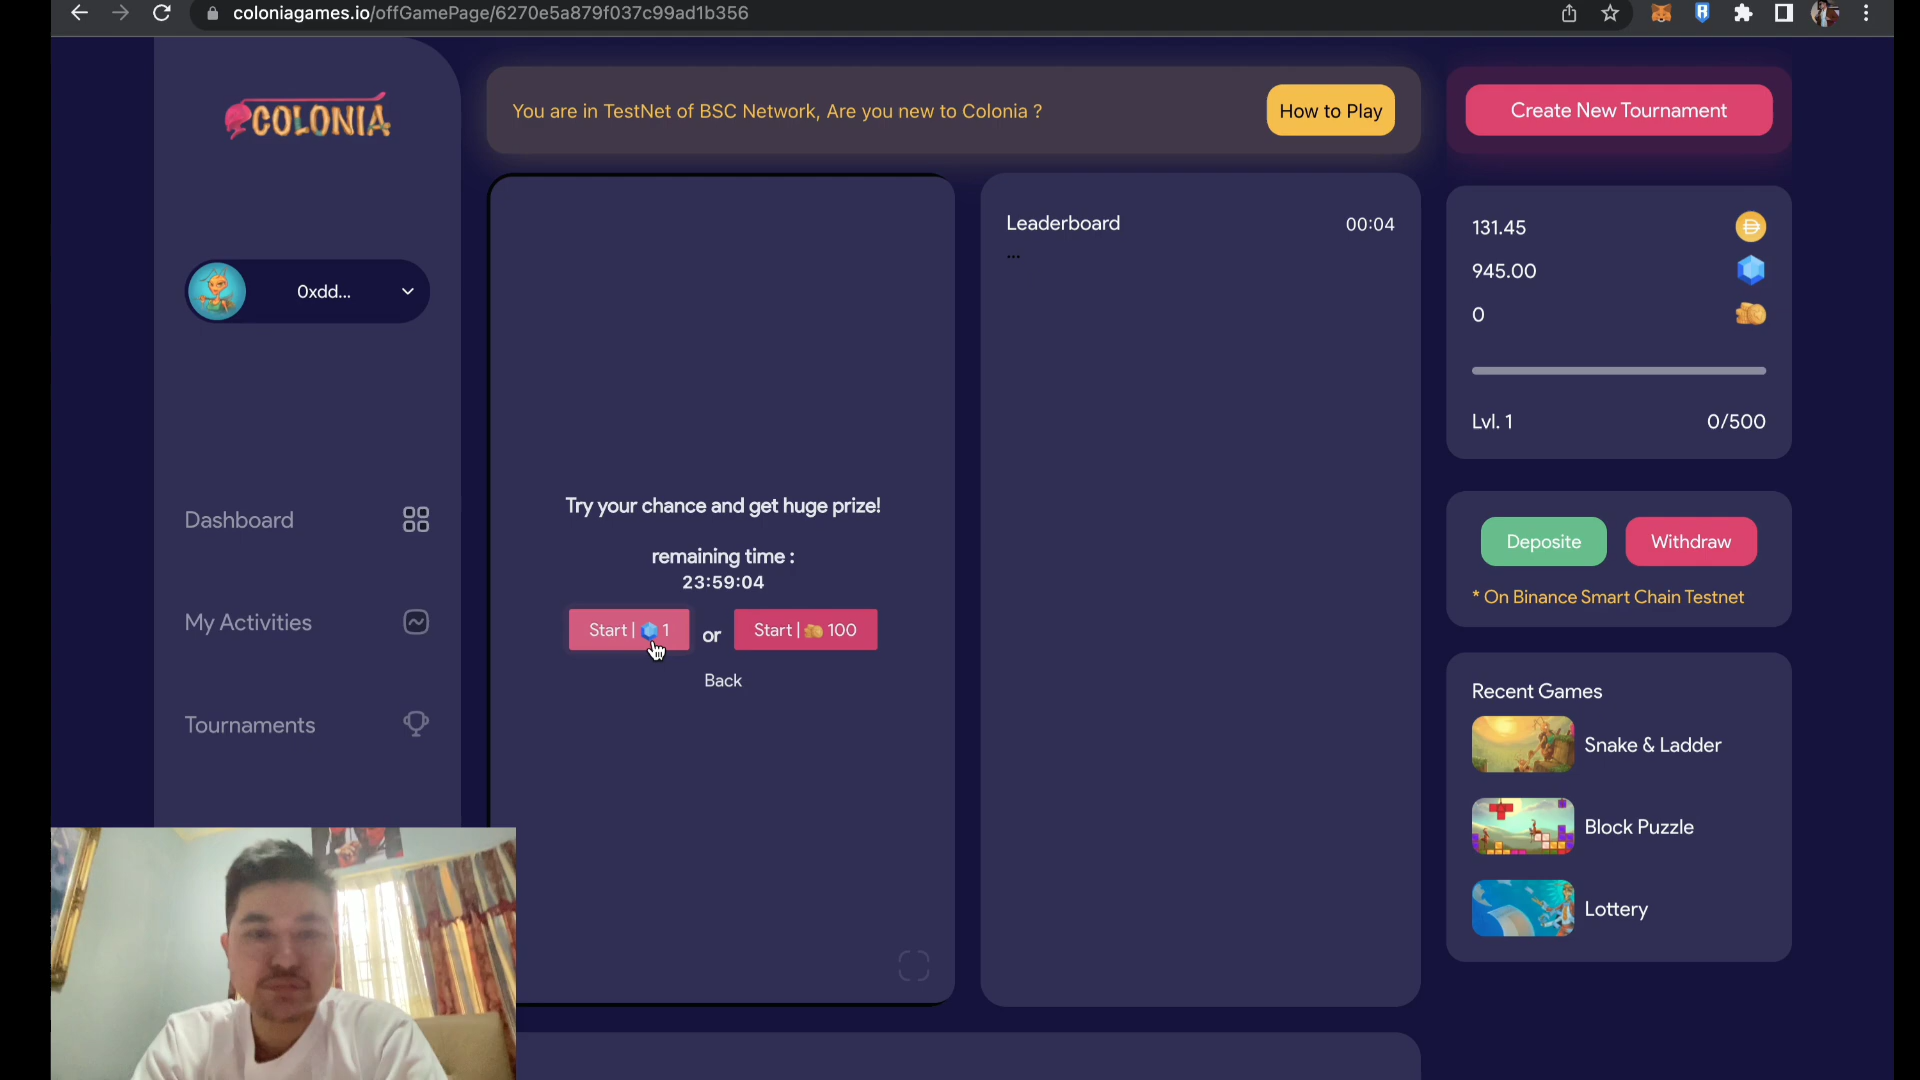 coloniagames.io/offGamePage/6270e5a879f037c99ad1b356
COLONIA
You are in TestNet of BSC Network, Are you new to Colonia ?
How to Play
Create New Tournament
0xdd...
Dashboard
My Activities
Tournaments
Try your chance and get huge prize!
remaining time :
23:59:04
Start | 1
or
Start | 100
Back
Leaderboard
00:04
...
131.45
945.00
0
Lvl. 1
0/500
Deposite
Withdraw
* On Binance Smart Chain Testnet
Recent Games
Snake & Ladder
Block Puzzle
Lottery